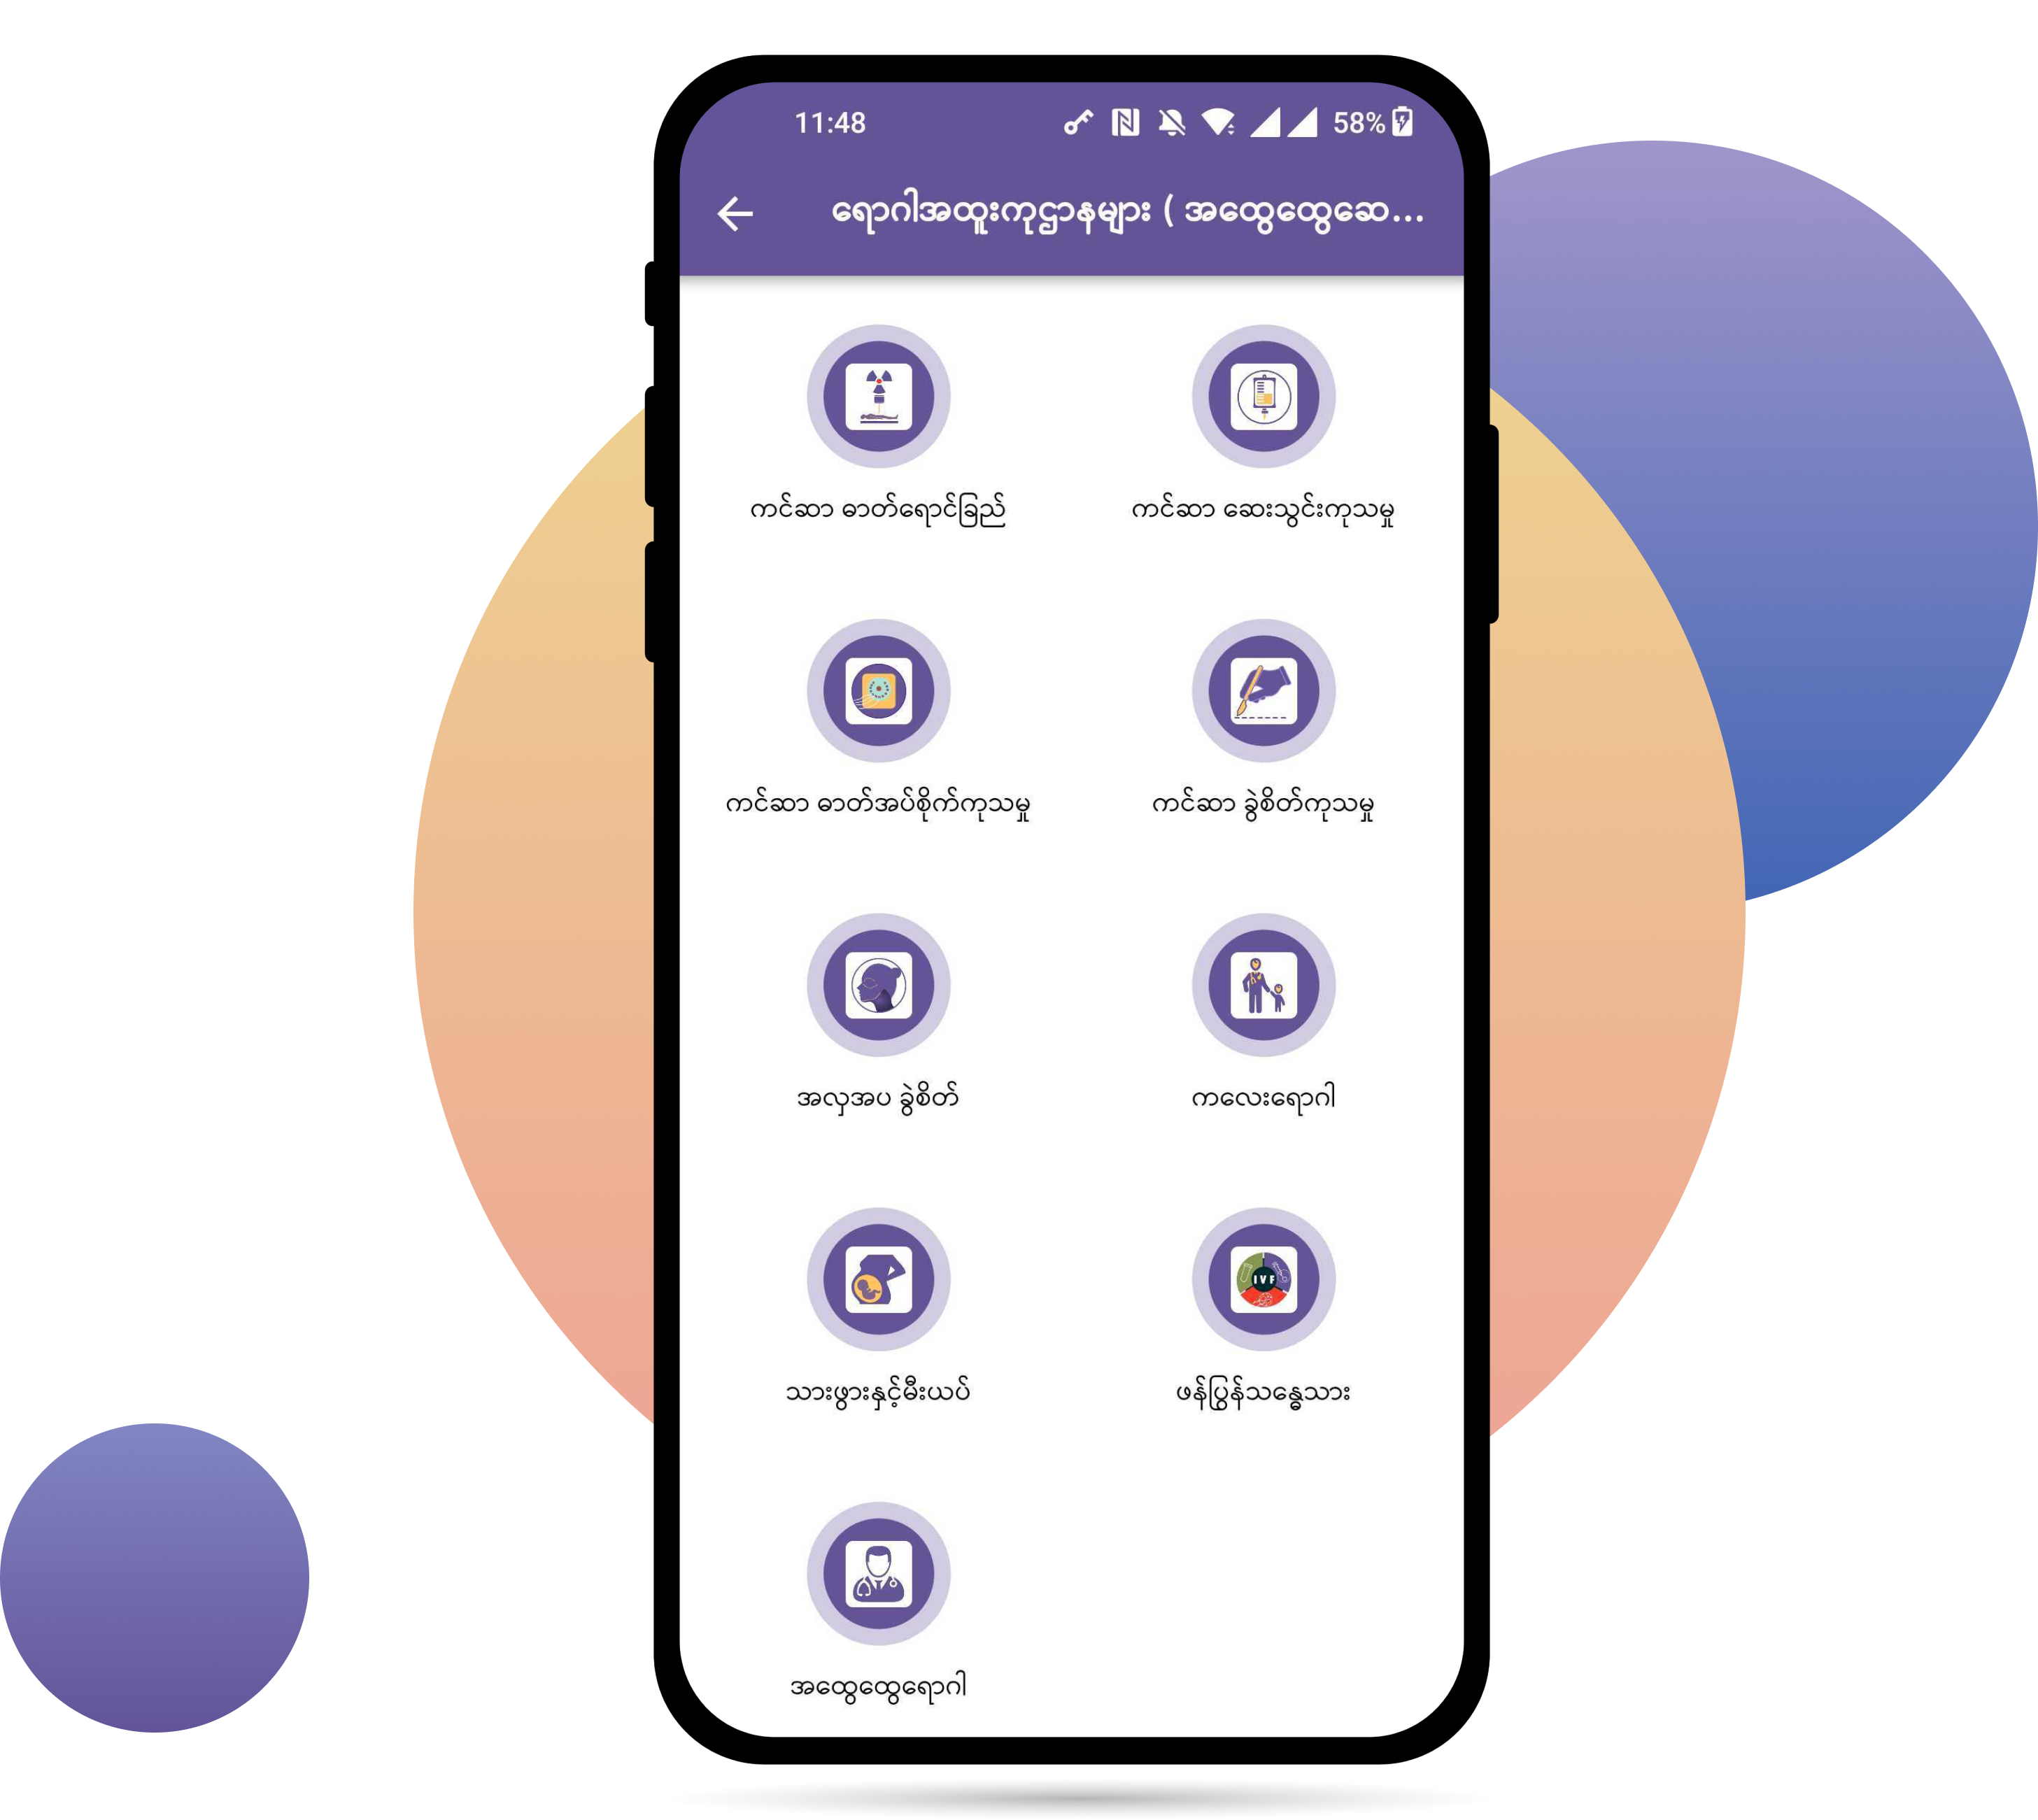 11:48 58%
ရောဂါအထူးကုဌာနများ ( အထွေထွေဆေ...
ကင်ဆာ ဓာတ်ရောင်ခြည် ကင်ဆာ ဆေးသွင်းကုသမှု
ကင်ဆာ ဓာတ်အပ်စိုက်ကုသမှု ကင်ဆာ ခွဲစိတ်ကုသမှု
အလှအပ ခွဲစိတ် ကလေးရောဂါ
IVF
သားဖွားနှင့်မီးယပ် ဖန်ပြွန်သန္ဓေသား
အထွေထွေရောဂါ